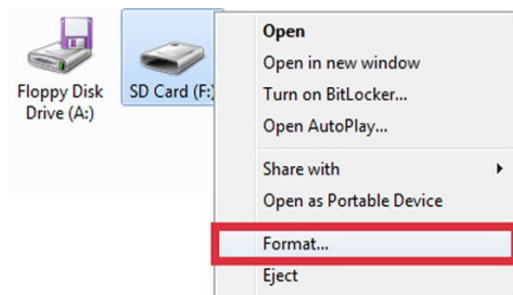 Floppy Disk
Drive (A:)
SD Card (F:)
Open
Open in new window
Turn on BitLocker...
Open AutoPlay...
Share with
Open as Portable Device
Format...
Eject